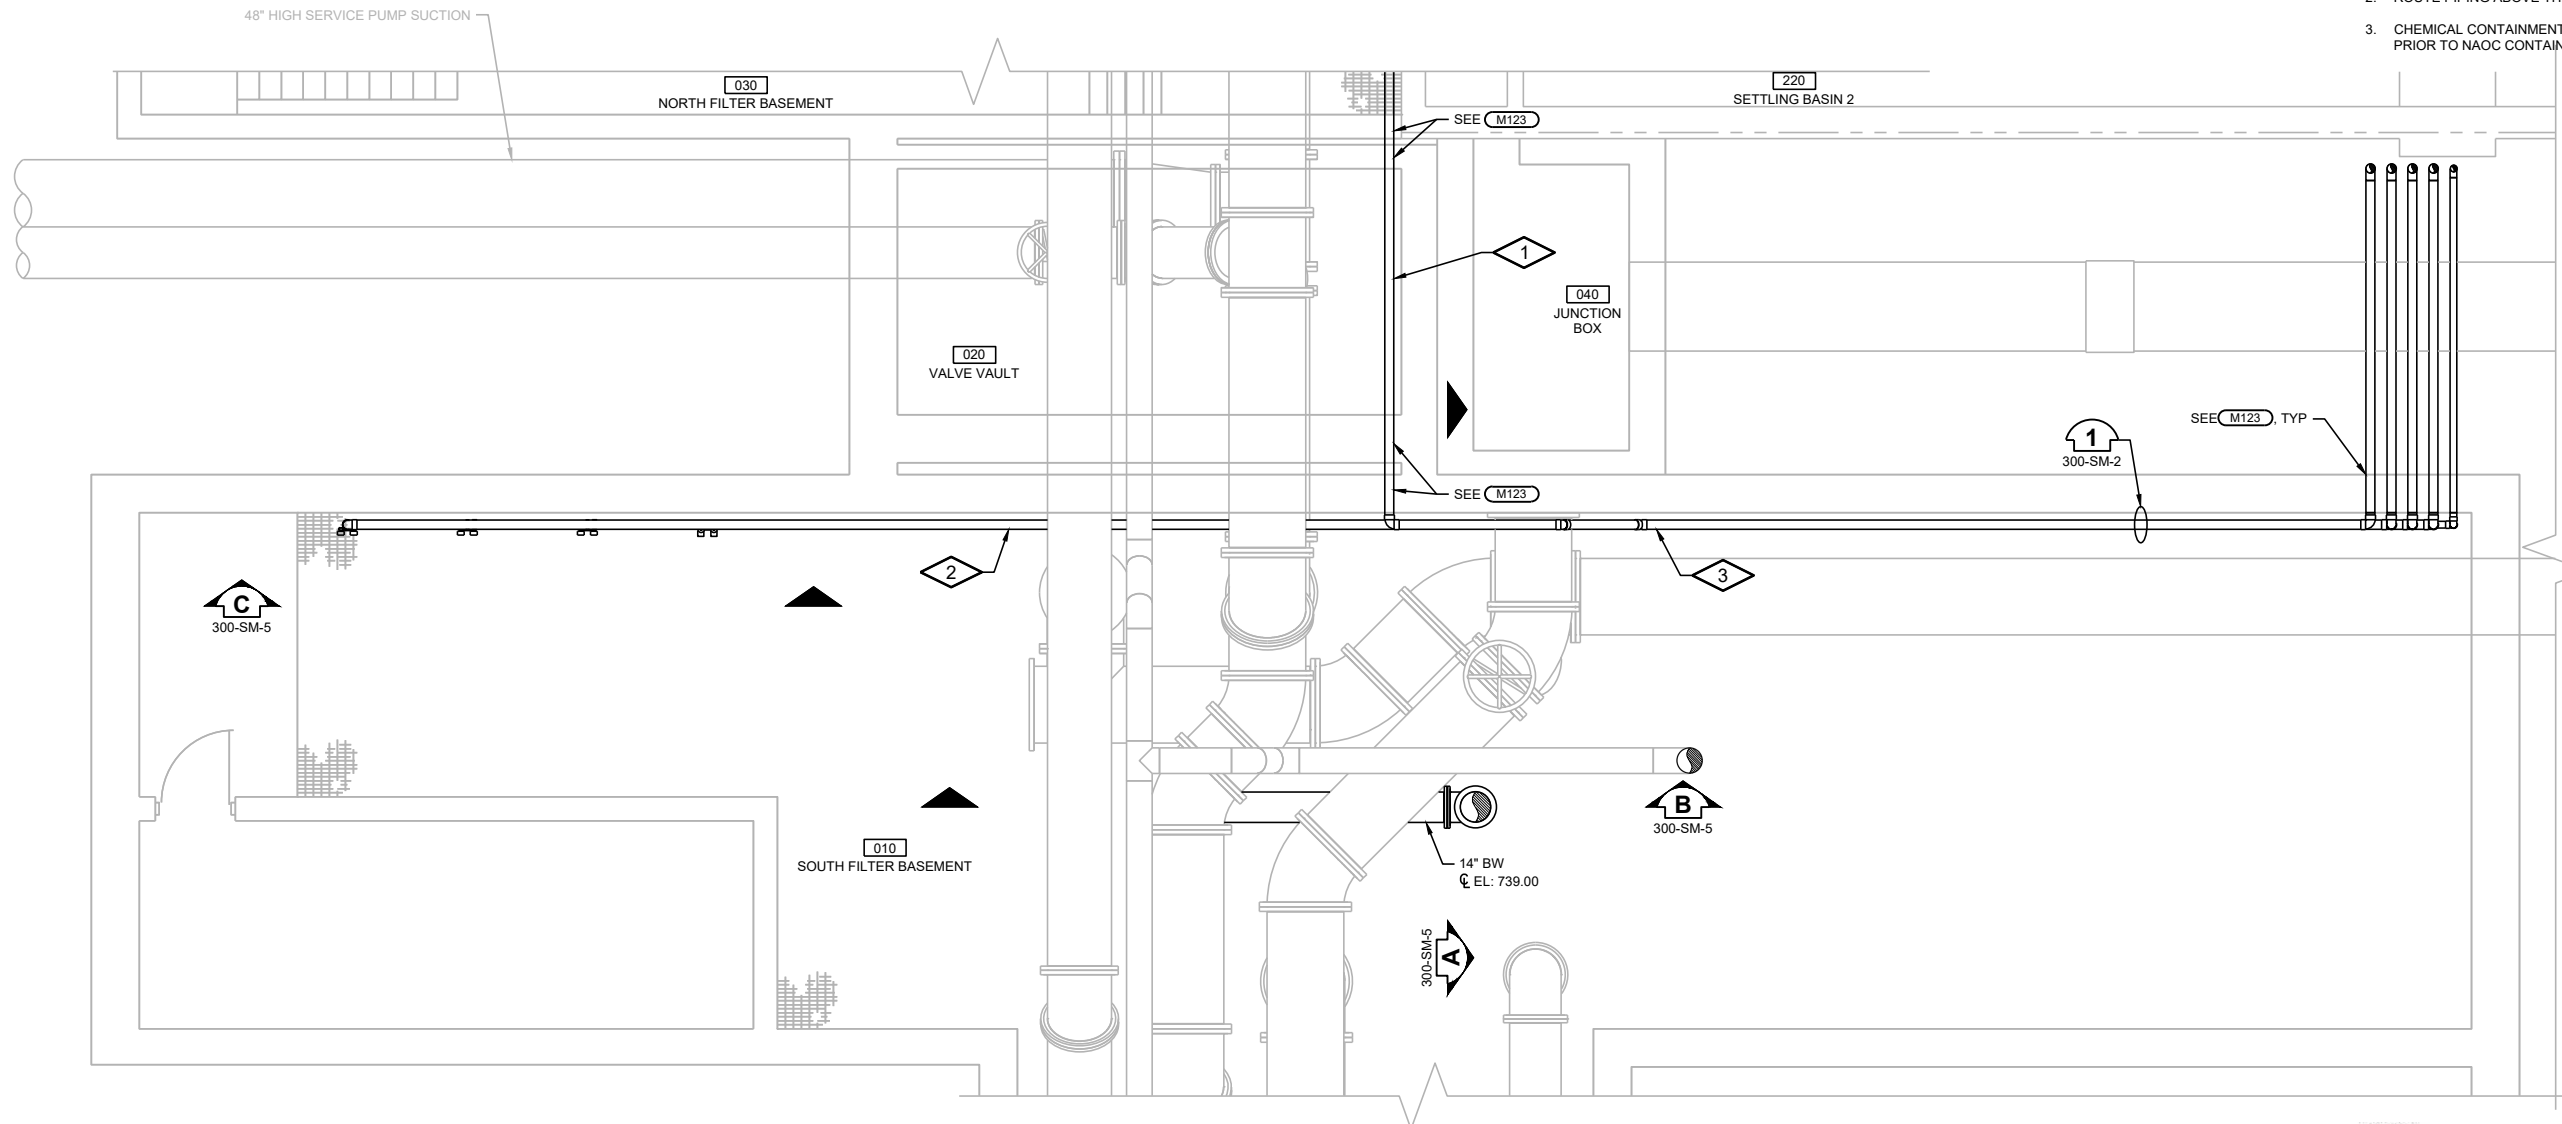 48" HIGH SERVICE PUMP SUCTION
3. CHEMICAL CONTAINMENT
PRIOR TO NAOC
030
NORTH FILTER BASEMENT
220
SETTLING BASIN 2
SEE M123
1
040
JUNCTION
BOX
020
VALVE VAULT
SEE M123, TYP
1
300-SM-2
SEE M123
2
3
C
300-SM-5
B
300-SM-5
010
SOUTH FILTER BASEMENT
14" BW
℄ EL: 739.00
A
300-SM-5